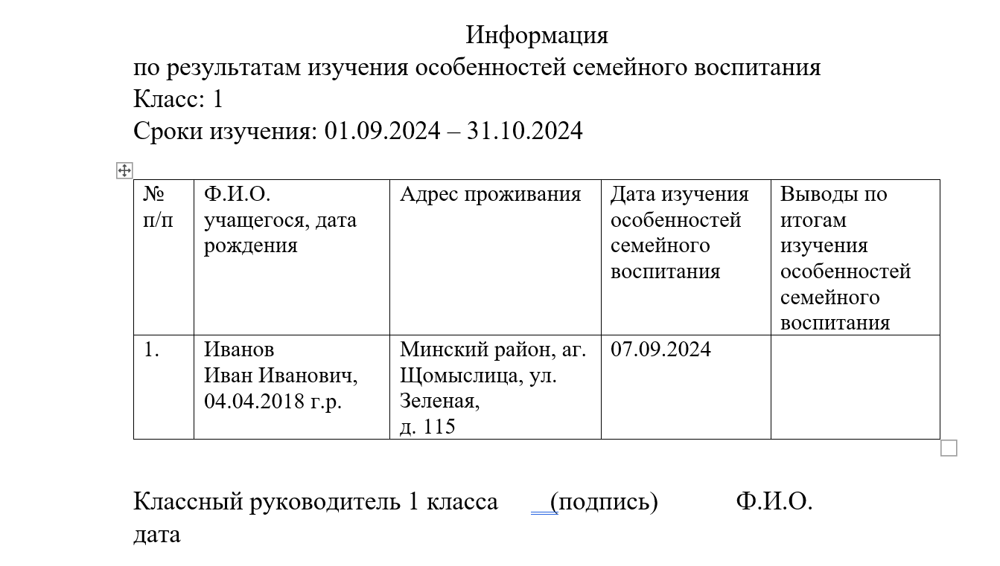 Информация
по результатам изучения особенностей семейного воспитания
Класс: 1
Сроки изучения: 01.09.2024 – 31.10.2024
№
п/п
Ф.И.О.
учащегося, дата
рождения
Адрес проживания
Дата изучения
особенностей
семейного
воспитания
Выводы по
итогам
изучения
особенностей
семейного
воспитания
1.
Иванов
Иван Иванович,
04.04.2018 г.р.
Минский район, аг.
Щомыслица, ул.
Зеленая,
д. 115
07.09.2024
Классный руководитель 1 класса __(подпись) Ф.И.О.
дата